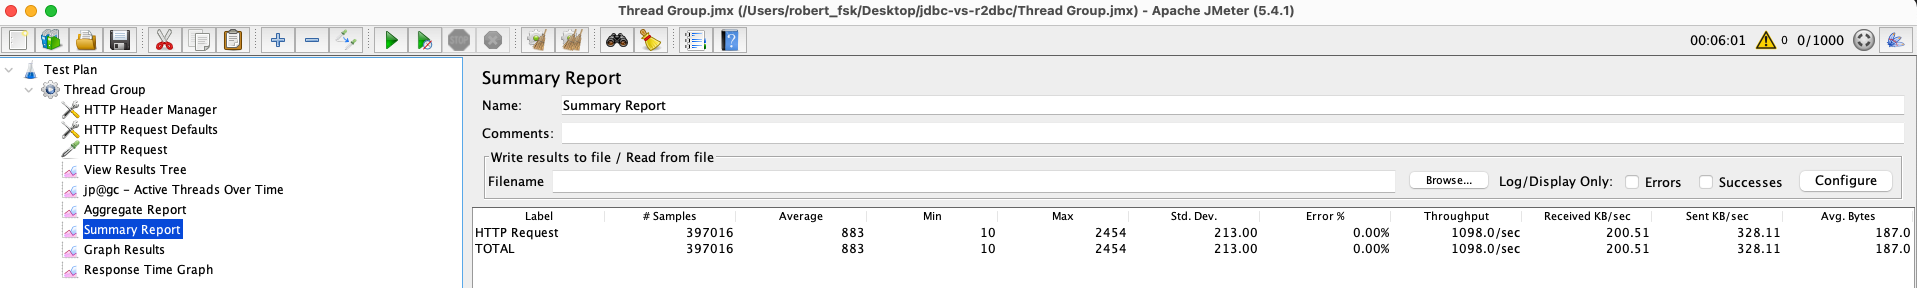 Thread Group.jmx (/Users/robert_fsk/Desktop/jdbc-vs-r2dbc/Thread Group.jmx) - Apache JMeter (5.4.1)
00:06:01 0 0/1000
Test Plan
Thread Group
HTTP Header Manager
HTTP Request Defaults
HTTP Request
View Results Tree
jp@gc - Active Threads Over Time
Aggregate Report
Summary Report
Graph Results
Response Time Graph
Summary Report
Name: Summary Report
Comments:
Write results to file / Read from file
Filename Browse... Log/Display Only: Errors Successes Configure
Label # Samples Average Min Max Std. Dev. Error % Throughput Received KB/sec Sent KB/sec Avg. Bytes
HTTP Request 397016 883 10 2454 213.00 0.00% 1098.0/sec 200.51 328.11 187.0
TOTAL 397016 883 10 2454 213.00 0.00% 1098.0/sec 200.51 328.11 187.0